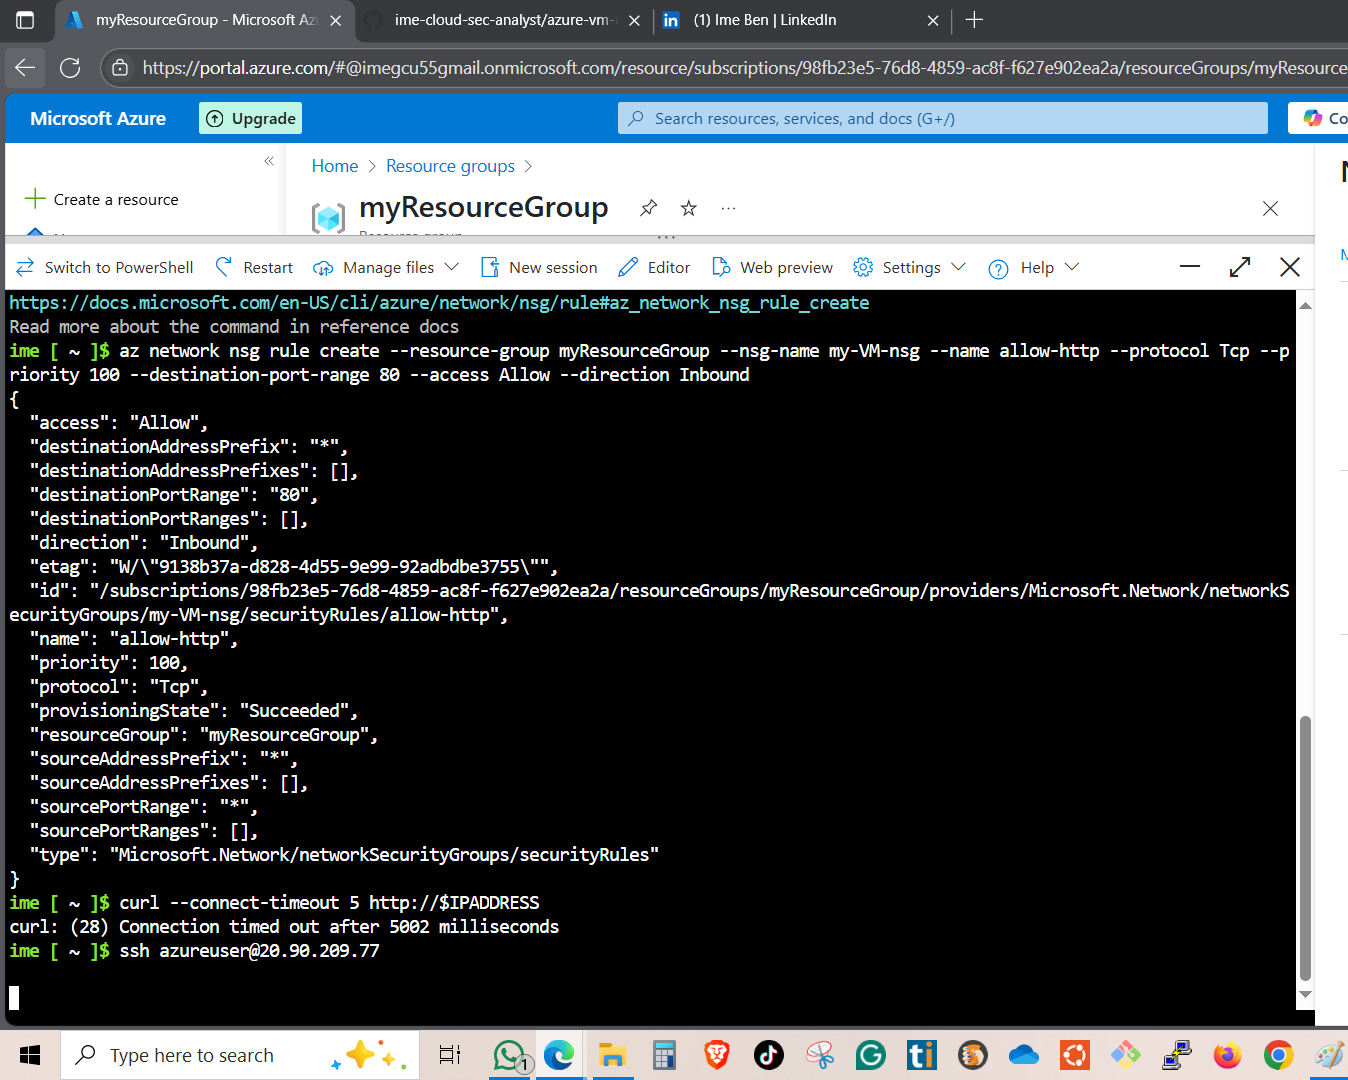 myResourceGroup - Microsoft Az
ime-cloud-sec-analyst/azure-vm-
in (1) Ime Ben | LinkedIn
https://portal.azure.com/#@imegcu55gmail.onmicrosoft.com/resource/subscriptions/98fb23e5-76d8-4859-ac8f-f627e902ea2a/resourceGroups/myResource
Microsoft Azure
Upgrade
Search resources, services, and docs (G+/)
Co
Home > Resource groups >
Create a resource
myResourceGroup
Resource group
Switch to PowerShell
Restart
Manage files
New session
Editor
Web preview
Settings
Help
https://docs.microsoft.com/en-US/cli/azure/network/nsg/rule#az_network_nsg_rule_create
Read more about the command in reference docs
ime [ ~ ]$ az network nsg rule create --resource-group myResourceGroup --nsg-name my-VM-nsg --name allow-http --protocol Tcp --p
riority 100 --destination-port-range 80 --access Allow --direction Inbound
{
  "access": "Allow",
  "destinationAddressPrefix": "*",
  "destinationAddressPrefixes": [],
  "destinationPortRange": "80",
  "destinationPortRanges": [],
  "direction": "Inbound",
  "etag": "W/\"9138b37a-d828-4d55-9e99-92adbdbe3755\"",
  "id": "/subscriptions/98fb23e5-76d8-4859-ac8f-f627e902ea2a/resourceGroups/myResourceGroup/providers/Microsoft.Network/networkS
ecurityGroups/my-VM-nsg/securityRules/allow-http",
  "name": "allow-http",
  "priority": 100,
  "protocol": "Tcp",
  "provisioningState": "Succeeded",
  "resourceGroup": "myResourceGroup",
  "sourceAddressPrefix": "*",
  "sourceAddressPrefixes": [],
  "sourcePortRange": "*",
  "sourcePortRanges": [],
  "type": "Microsoft.Network/networkSecurityGroups/securityRules"
}
ime [ ~ ]$ curl --connect-timeout 5 http://$IPADDRESS
curl: (28) Connection timed out after 5002 milliseconds
ime [ ~ ]$ ssh azureuser@20.90.209.77
Type here to search
1
ti